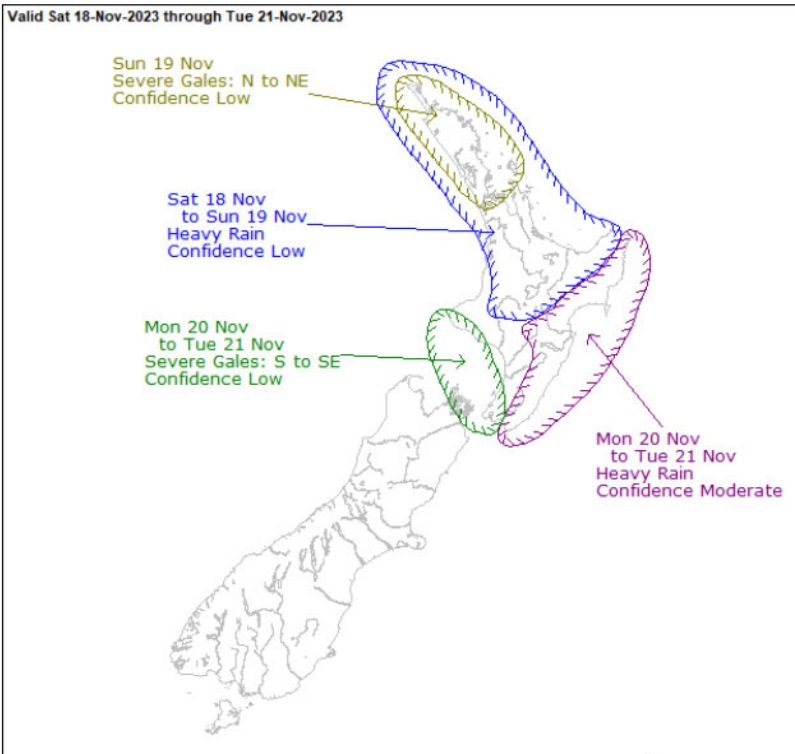 Valid Sat 18-Nov-2023 through Tue 21-Nov-2023
Sun 19 Nov
Severe Gales: N to NE
Confidence Low
Sat 18 Nov
to Sun 19 Nov
Heavy Rain
Confidence Low
Mon 20 Nov
to Tue 21 Nov
Severe Gales: S to SE
Confidence Low
Mon 20 Nov
to Tue 21 Nov
Heavy Rain
Confidence Moderate